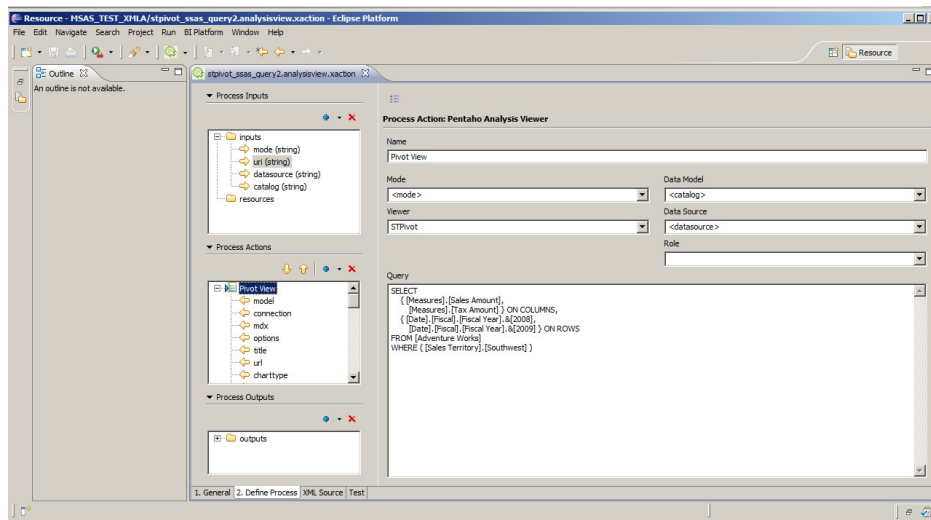 Resource - MSAS_TEST_XMLA/stpivot_ssas_query2.analysisview.xaction - Eclipse Platform
File Edit Navigate Search Project Run BI Platform Window Help
Resource
Outline
An outline is not available.
stpivot_ssas_query2.analysisview.xaction
Process Inputs
inputs
mode (string)
url (string)
datasource (string)
catalog (string)
resources
Process Actions
Pivot View
model
connection
mdx
options
title
url
charttype
Process Outputs
outputs
Process Action: Pentaho Analysis Viewer
Name
Pivot View
Mode
<mode>
Data Model
<catalog>
Viewer
STPivot
Data Source
<datasource>
Role
Query
SELECT
{ [Measures].[Sales Amount],
[Measures].[Tax Amount] } ON COLUMNS,
{ [Date].[Fiscal].[Fiscal Year].&[2008],
[Date].[Fiscal].[Fiscal Year].&[2009] } ON ROWS
FROM [Adventure Works]
WHERE ( [Sales Territory].[Southwest] )
1. General 2. Define Process XML Source Test